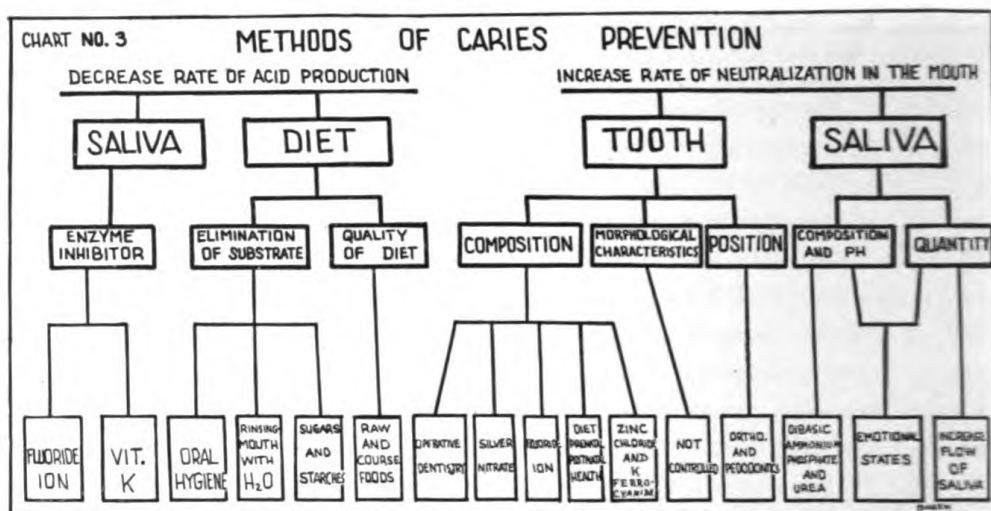 CHART NO. 3
METHODS OF CARIES PREVENTION
DECREASE RATE OF ACID PRODUCTION
INCREASE RATE OF NEUTRALIZATION IN THE MOUTH
SALIVA
DIET
TOOTH
SALIVA
ENZYME
INHIBITOR
ELIMINATION
OF SUBSTRATE
QUALITY
OF DIET
COMPOSITION
MORPHOLOGICAL
CHARACTERISTICS
POSITION
COMPOSITION
AND PH
QUANTITY
FLUORIDE
ION
VIT.
K
ORAL
HYGIENE
RINSING
MOUTH
WITH
H₂O
SUGARS
AND
STARCHES
RAW
AND
COURSE
FOODS
OPERATIVE
DENTISTRY
SILVER
NITRATE
FLUORIDE
ION
DIET
PRENATAL
POSTNATAL
HEALTH
ZINC
CHLORIDE
AND
K
FERRO-
CYANIDE
NOT
CONTROLLED
ORTHO.
AND
PEDODONTICS
DIBASIC
AMMONIUM
PHOSPHATE
AND
UREA
EMOTIONAL
STATES
INCREASE
FLOW
OF
SALIVA